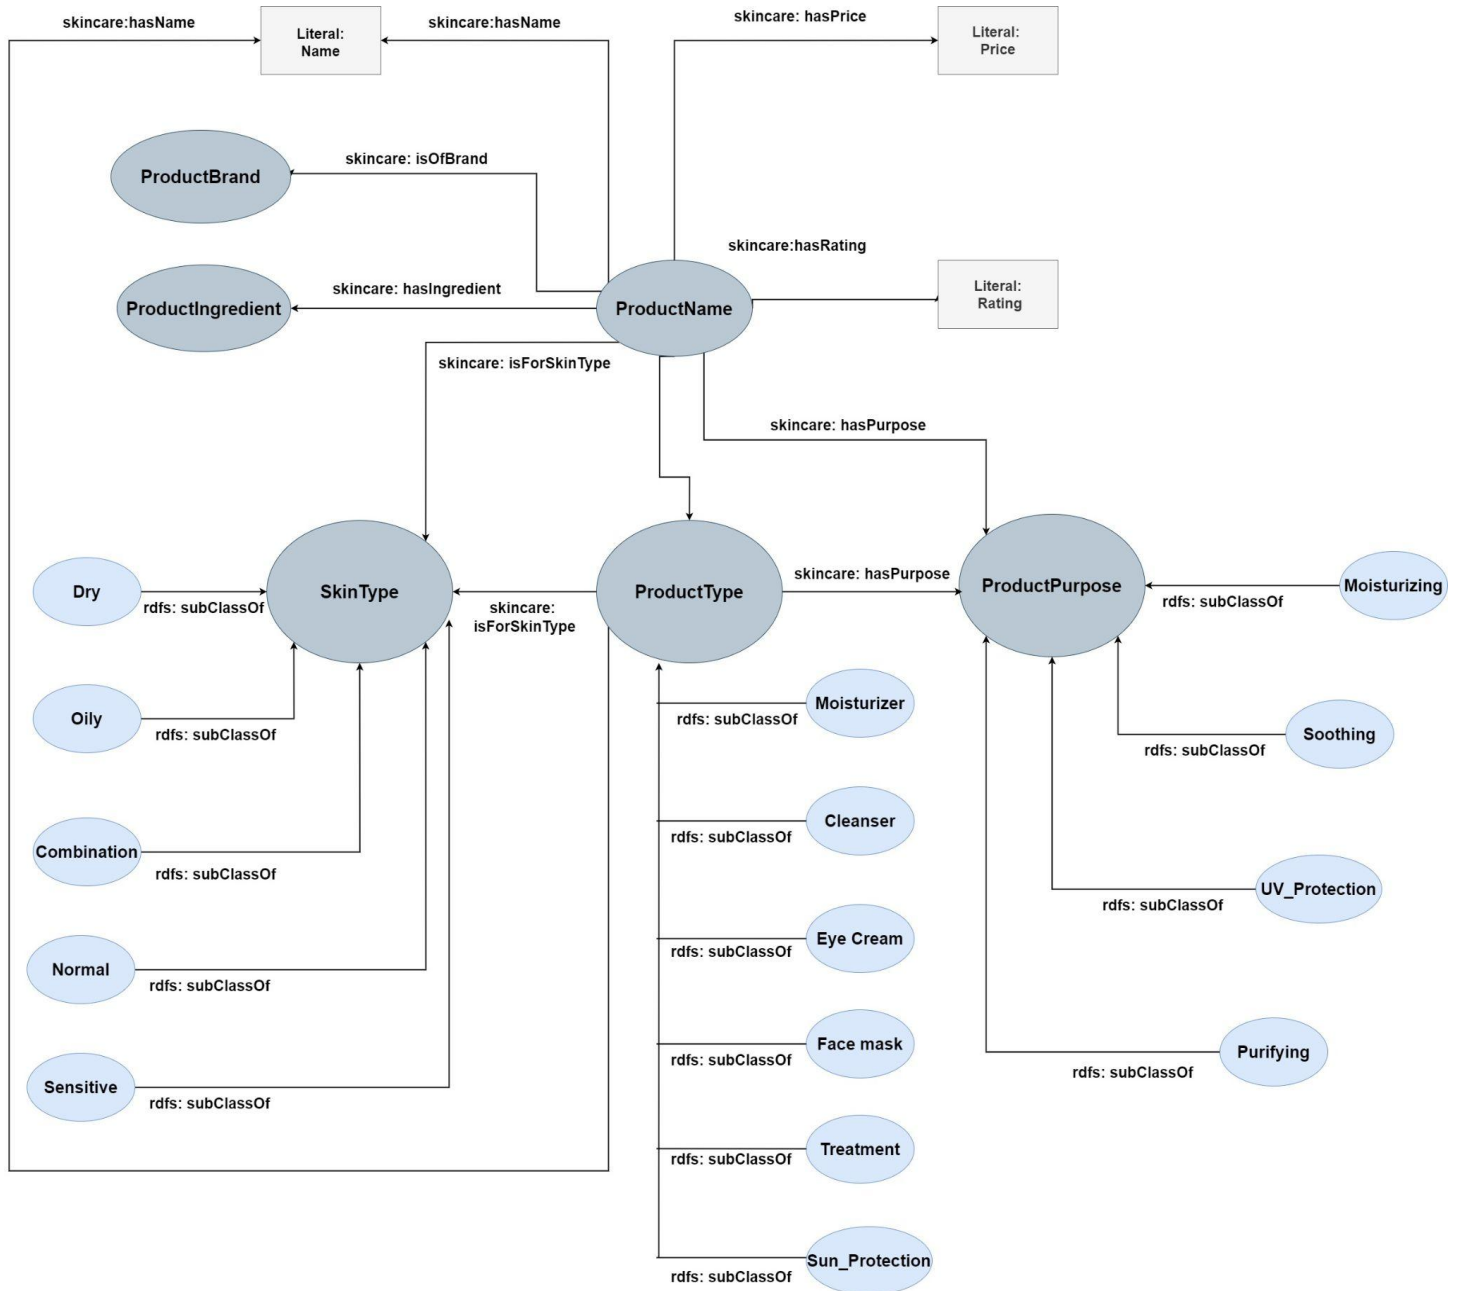 skincare:hasName
Literal:
Name
skincare:hasName
skincare: hasPrice
Literal:
Price
ProductBrand
skincare: isOfBrand
skincare:hasRating
ProductIngredient
skincare: hasIngredient
ProductName
Literal:
Rating
skincare: isForSkinType
skincare: hasPurpose
Dry
rdfs: subClassOf
SkinType
skincare:
isForSkinType
ProductType
skincare: hasPurpose
ProductPurpose
rdfs: subClassOf
Moisturizing
Oily
rdfs: subClassOf
rdfs: subClassOf
Moisturizer
rdfs: subClassOf
Soothing
Combination
rdfs: subClassOf
rdfs: subClassOf
Cleanser
rdfs: subClassOf
UV_Protection
Normal
rdfs: subClassOf
rdfs: subClassOf
Eye Cream
Sensitive
rdfs: subClassOf
rdfs: subClassOf
Face mask
rdfs: subClassOf
Purifying
rdfs: subClassOf
Treatment
rdfs: subClassOf
Sun_Protection